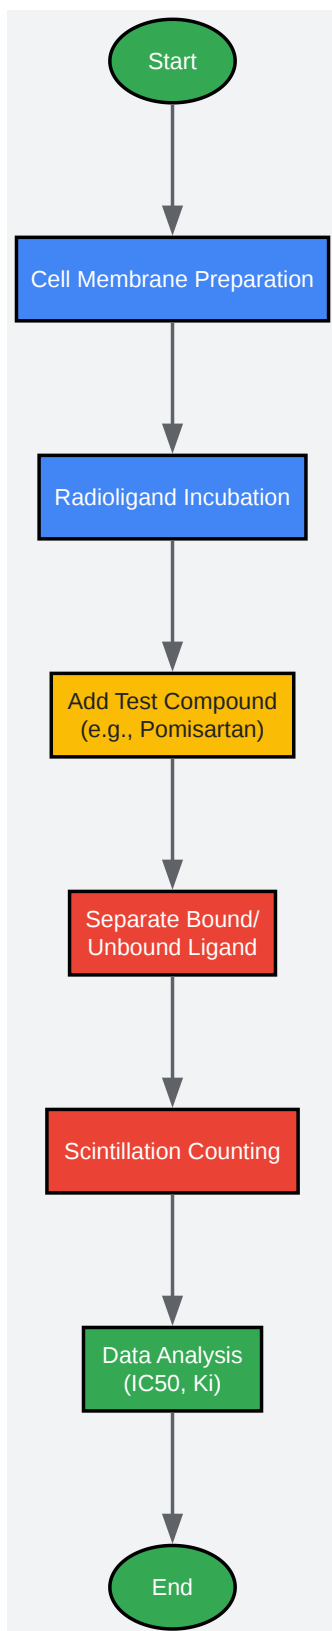 Start
Cell Membrane Preparation
Radioligand Incubation
Add Test Compound
(e.g., Pomisartan)
Separate Bound/
Unbound Ligand
Scintillation Counting
Data Analysis
(IC50, Ki)
End